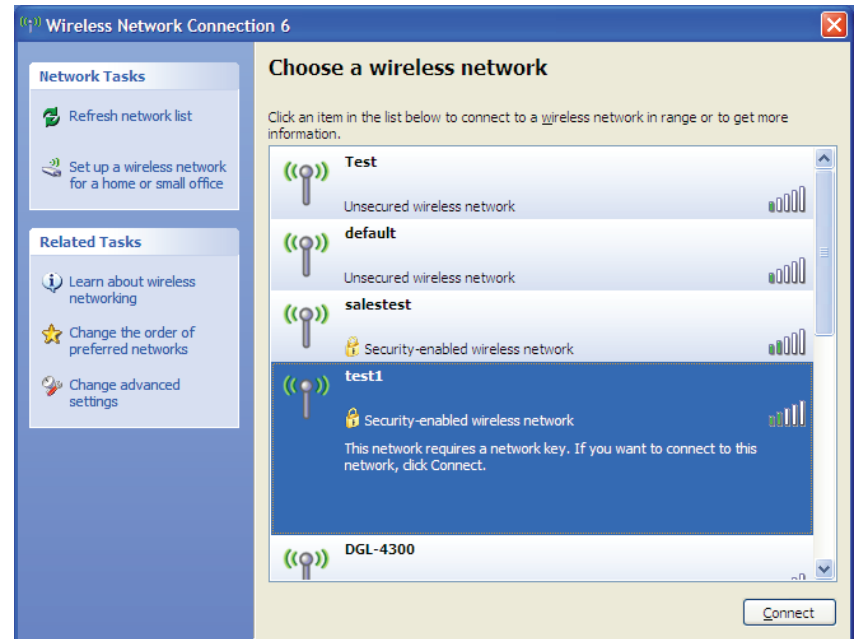 Wireless Network Connection 6
Network Tasks
Refresh network list
Set up a wireless network
for a home or small office
Related Tasks
Learn about wireless
networking
Change the order of
preferred networks
Change advanced
settings
Choose a wireless network
Click an item in the list below to connect to a wireless network in range or to get more
information.
Test
Unsecured wireless network
default
Unsecured wireless network
salestest
Security-enabled wireless network
test1
Security-enabled wireless network
This network requires a network key. If you want to connect to this
network, click Connect.
DGL-4300
Connect